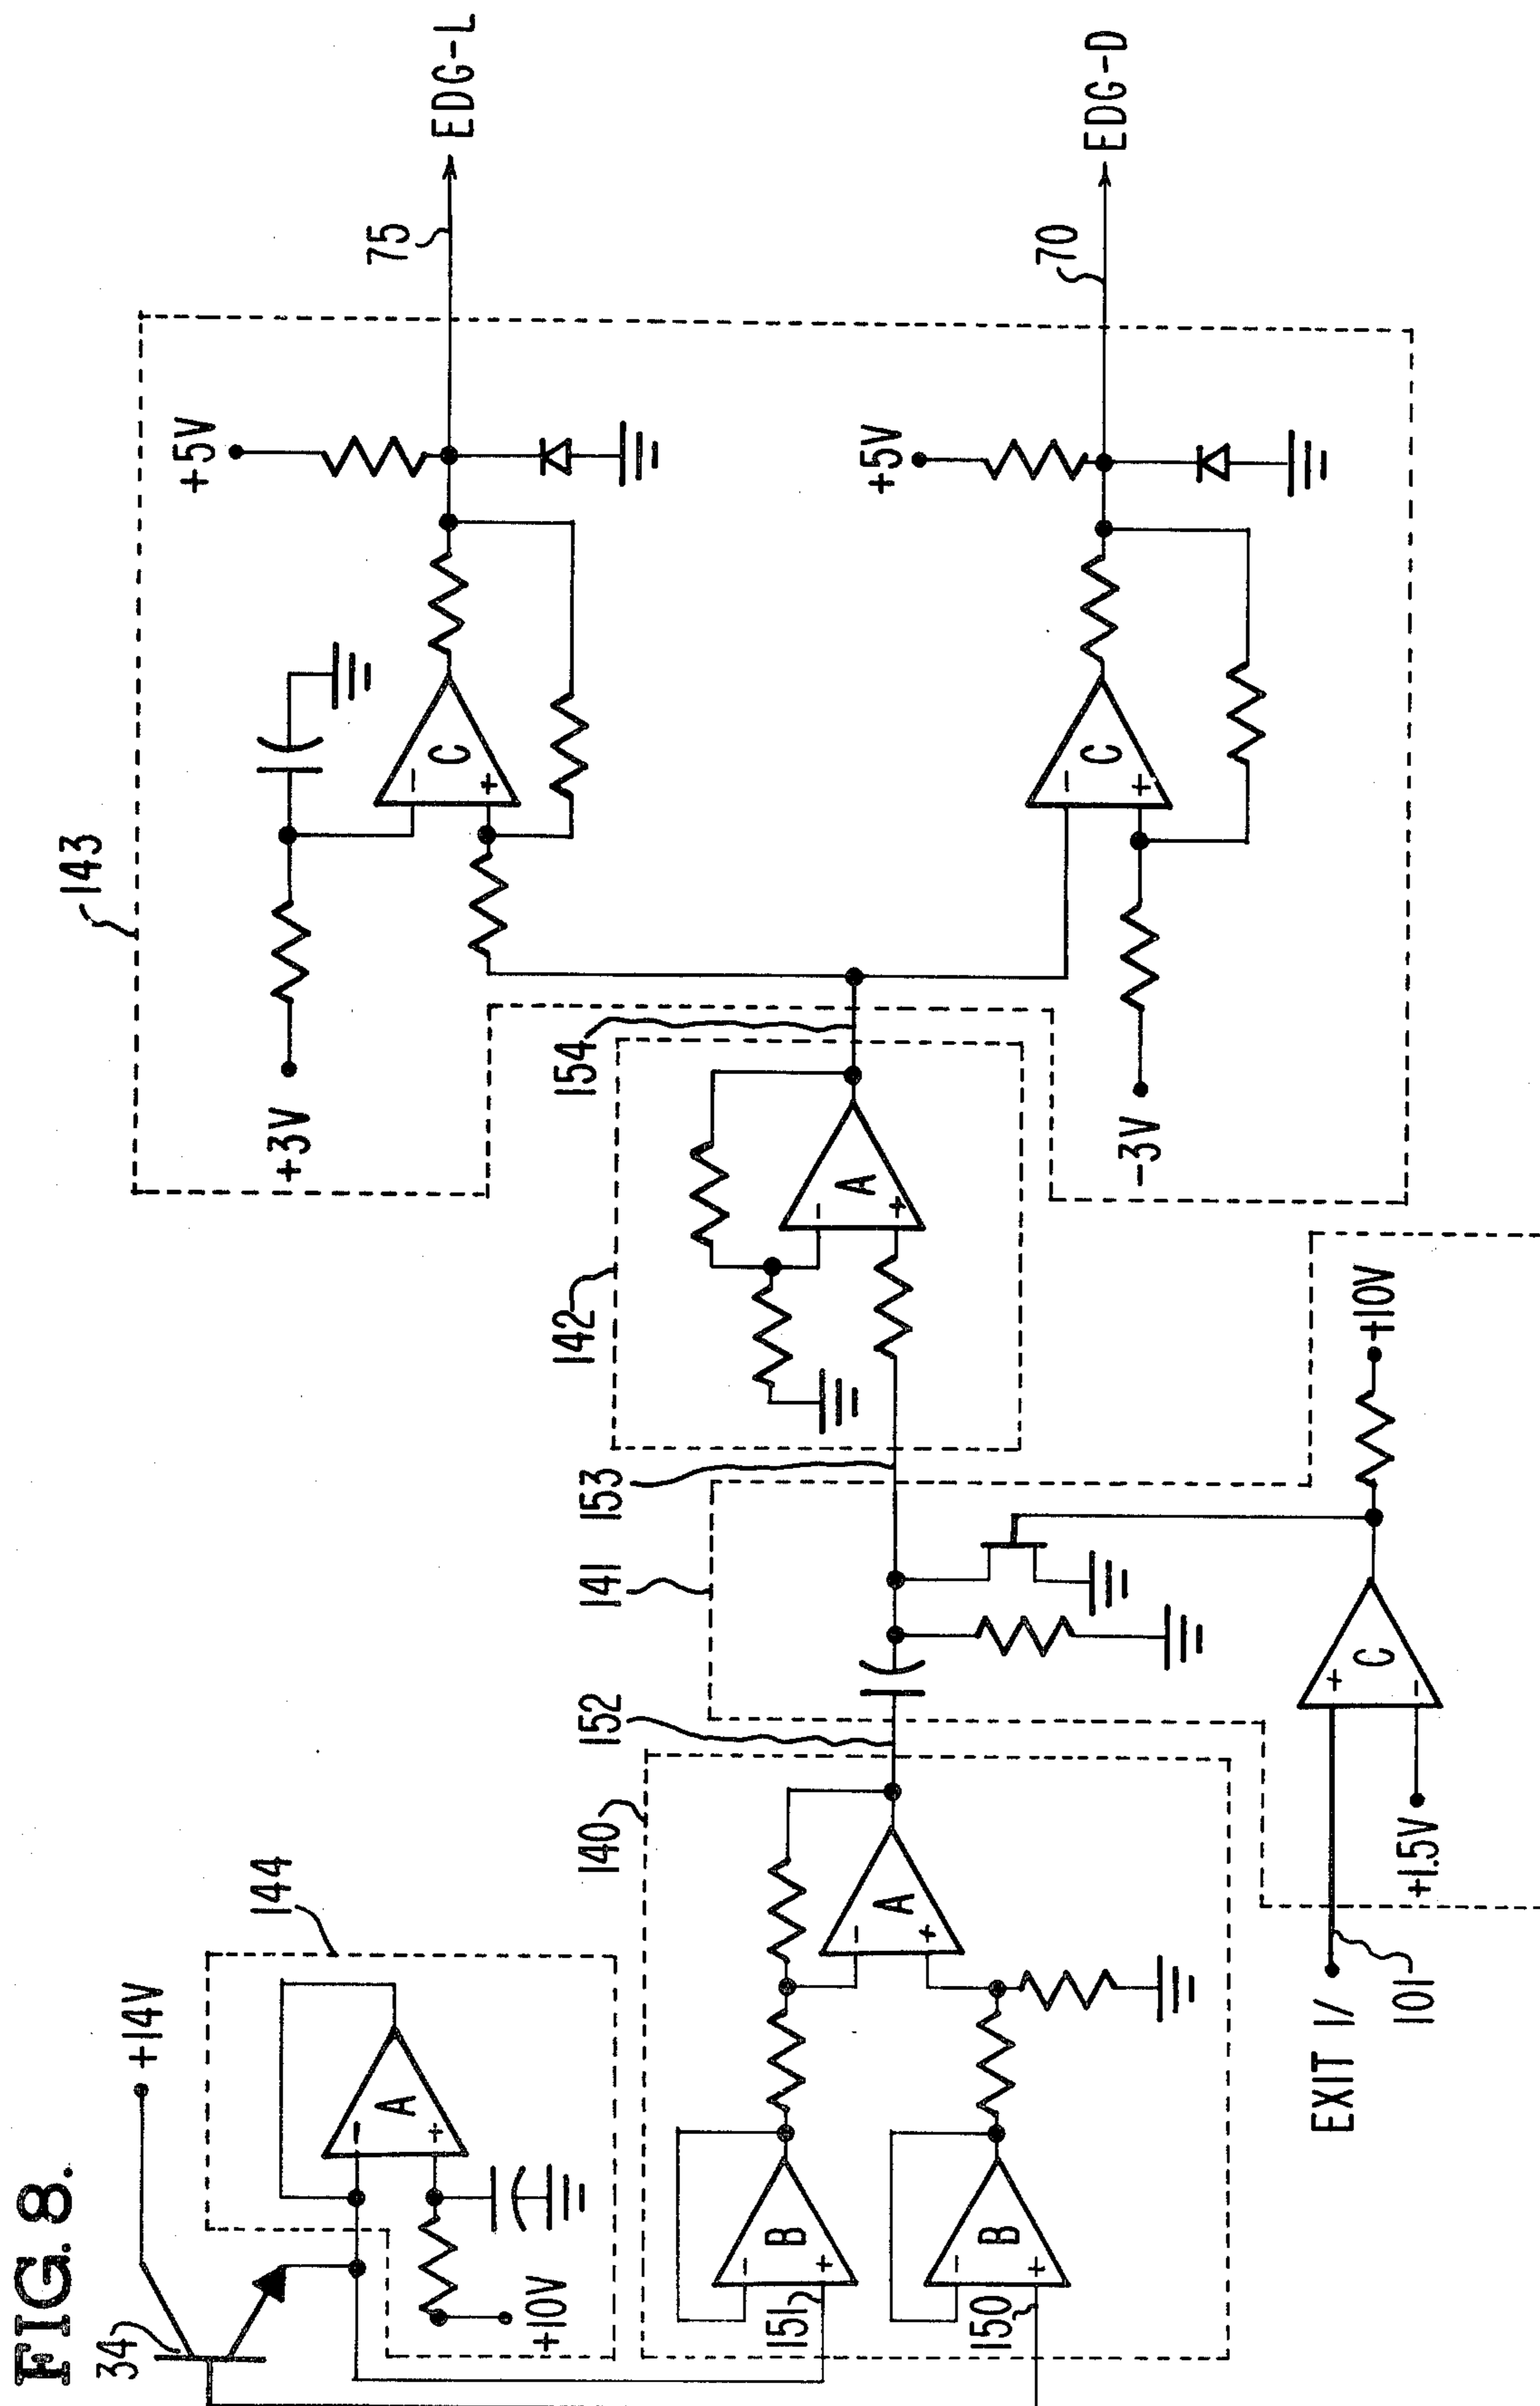 FIG. 8.
34
+14V
144
A
-
+
+10V
140
B
-
+
151
B
-
+
150
A
-
+
152
141
153
EXIT 1/
101
+1.5V
C
+
-
+10V
142
A
-
+
154
143
+3V
C
-
+
+5V
75
EDG-L
-3V
C
-
+
+5V
70
EDG-D